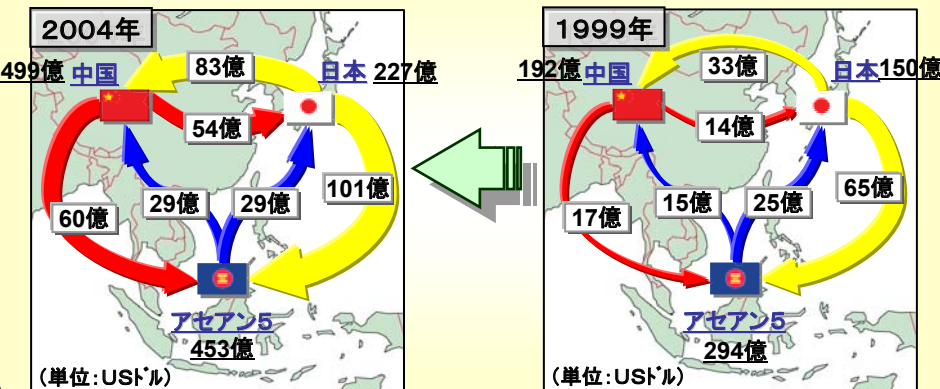 2004年
499億 中国
83億
日本 227億
54億
29億
29億
101億
60億
アセアン5
453億
(単位:USドル)
1999年
192億 中国
33億
日本 150億
14億
15億
25億
65億
17億
アセアン5
294億
(単位:USドル)